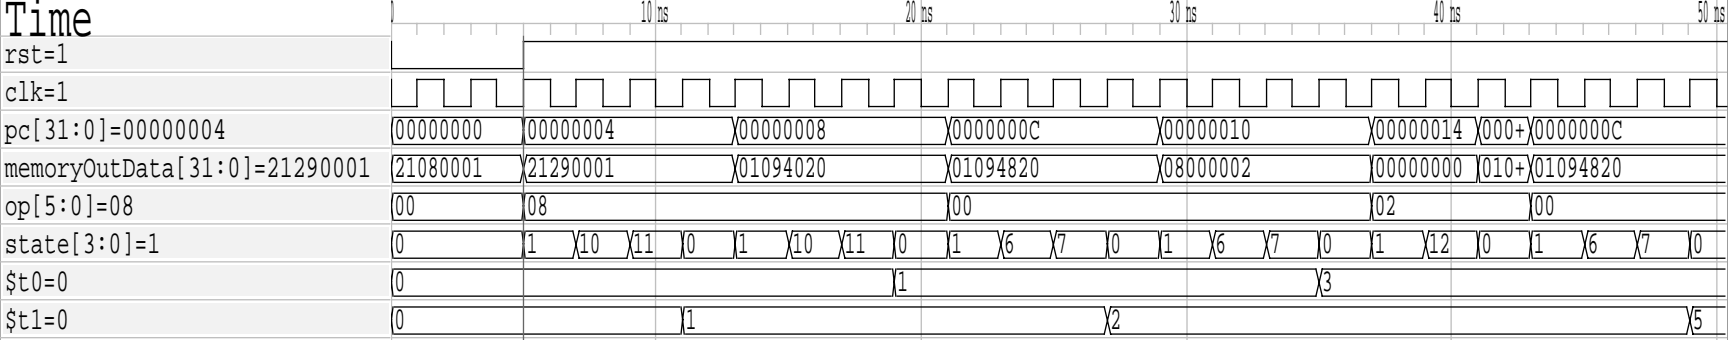 Time
0 10 ns 20 ns 30 ns 40 ns 50 ns
rst=1
clk=1
pc[31:0]=00000004 00000000 00000004 00000008 0000000C 00000010 00000014 000+ 0000000C
memoryOutData[31:0]=21290001 21080001 21290001 01094020 01094820 08000002 00000000 010+ 01094820
op[5:0]=08 00 08 00 02 00
state[3:0]=1 0 1 10 11 0 1 10 11 0 1 6 7 0 1 6 7 0 1 12 0 1 6 7 0
$t0=0 0 1 3
$t1=0 0 1 2 5